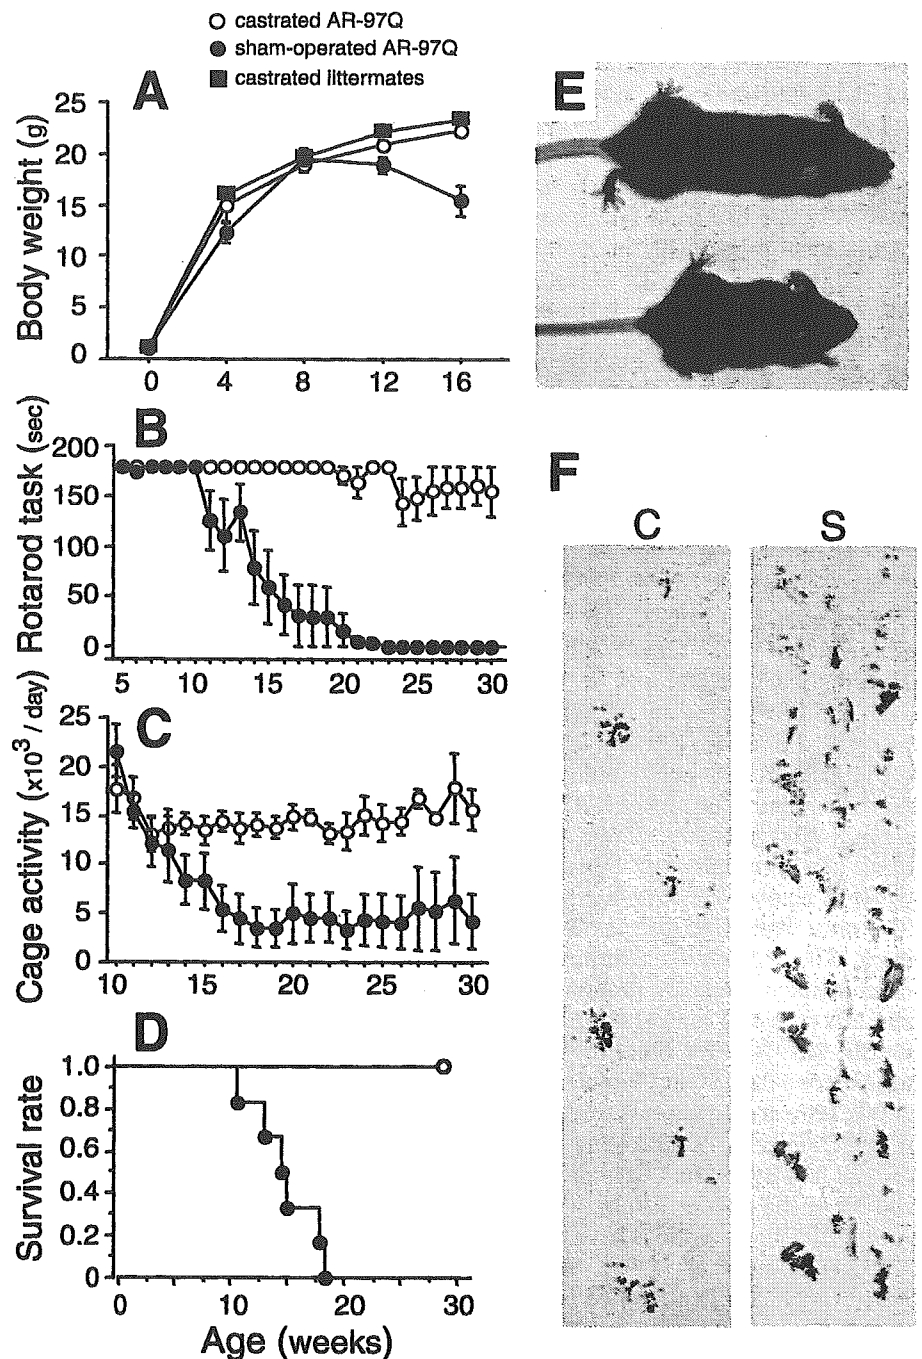 castrated AR-97Q
sham-operated AR-97Q
castrated littermates
A
Body weight (g)
25
20
15
10
5
0
0 4 8 12 16
B
Rotarod task (sec)
200
150
100
50
0
5 10 15 20 25 30
C
Cage activity (x10³ / day)
25
20
15
10
5
0
10 15 20 25 30
D
Survival rate
1.0
0.8
0.6
0.4
0.2
0
0 10 20 30
Age (weeks)
E
F
C S